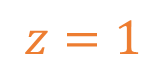 z = 1